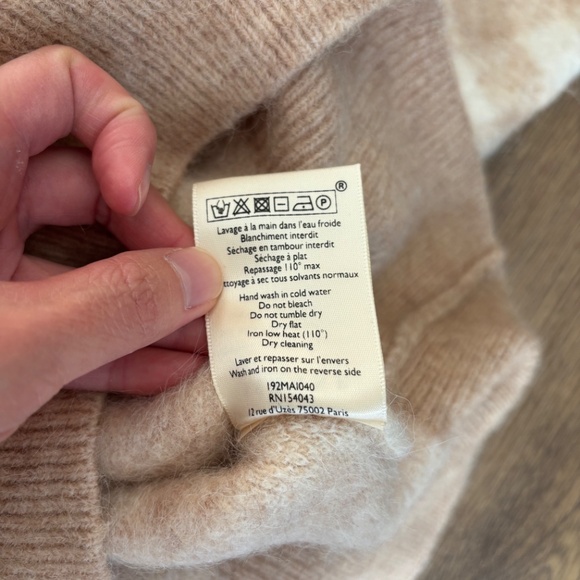 ®
P
Lavage à la main dans l'eau froide
Blanchiment interdit
Séchage en tambour interdit
Séchage à plat
Repassage 110° max
à sec tous solvants normaux
Hand wash in cold water
Do not bleach
Do not tumble dry
Dry flat
Iron low heat (110°)
Dry cleaning
Laver et repasser sur l'envers
Wash and iron on the reverse side
192MAI040
RN154043
12 rue d'Uzès 75002 Paris